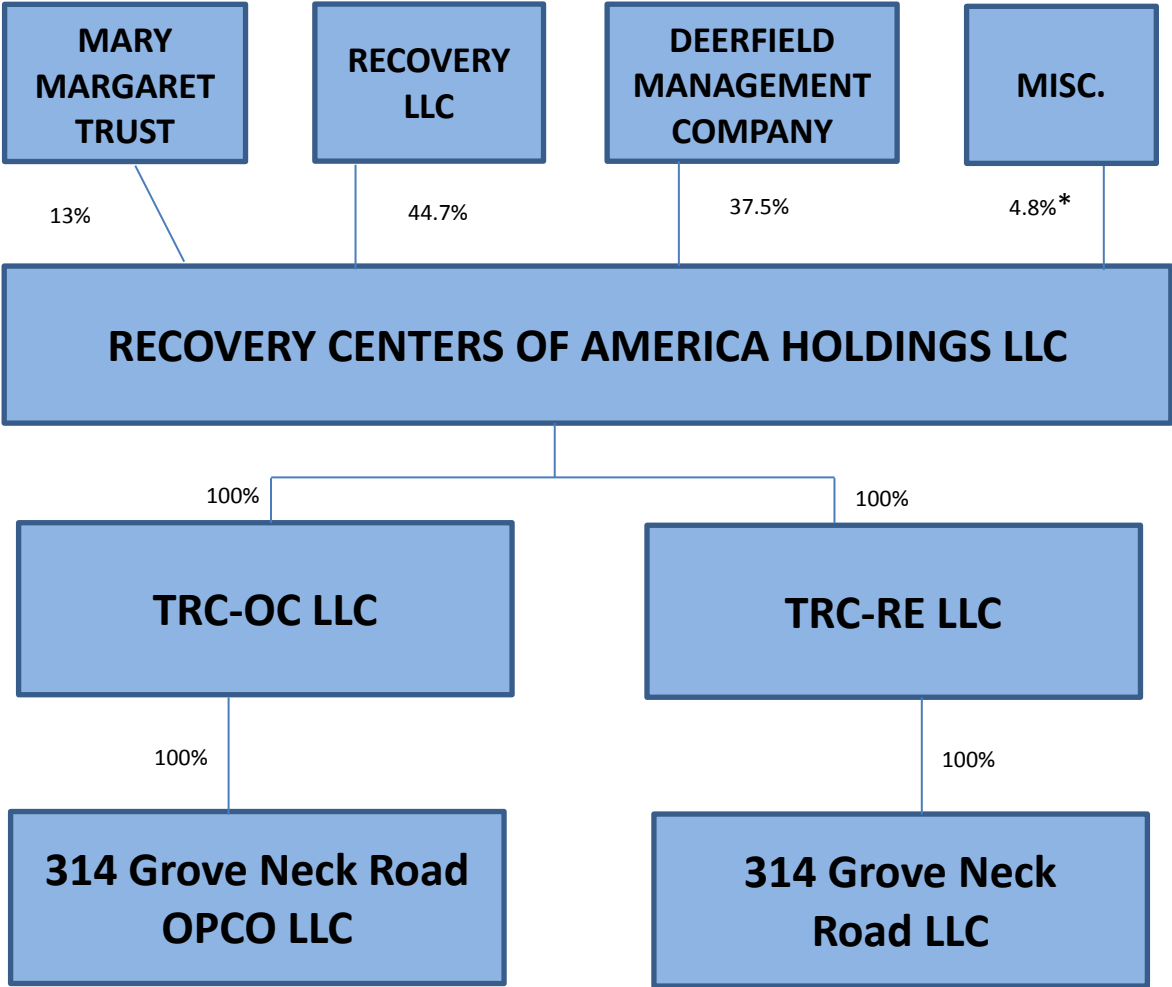 MARY
MARGARET
TRUST
RECOVERY
LLC
DEERFIELD
MANAGEMENT
COMPANY
MISC.
13%
44.7%
37.5%
4.8%*
RECOVERY CENTERS OF AMERICA HOLDINGS LLC
100%
100%
TRC-OC LLC
TRC-RE LLC
100%
100%
314 Grove Neck Road
OPCO LLC
314 Grove Neck
Road LLC